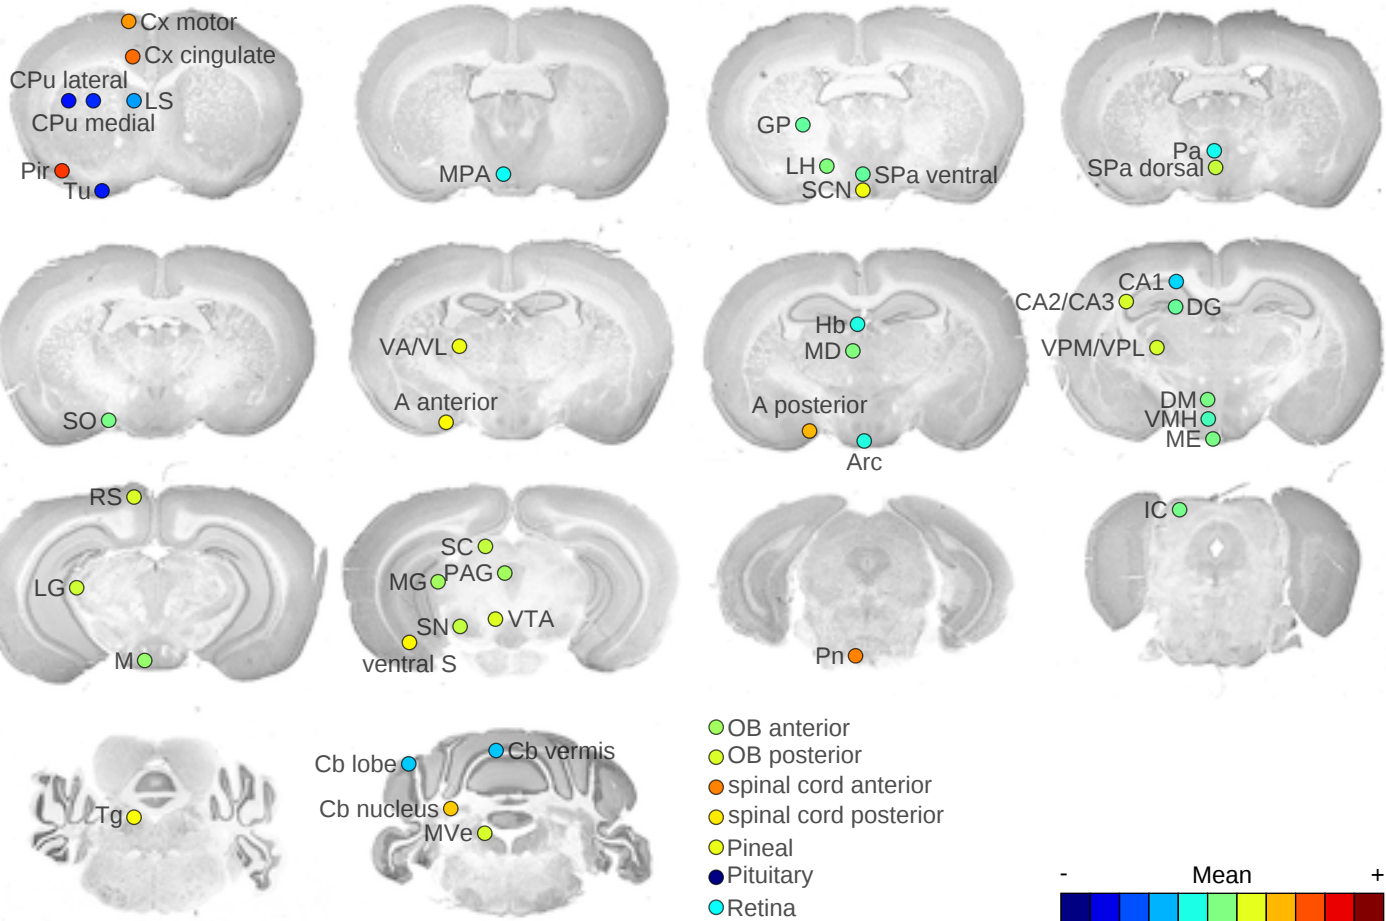 Cx motor
Cx cingulate
CPu lateral
LS
CPu medial
Pir
Tu
MPA
GP
LH
SPa ventral
SCN
Pa
SPa dorsal
SO
VA/VL
A anterior
Hb
MD
A posterior
Arc
CA1
CA2/CA3
DG
VPM/VPL
DM
VMH
ME
RS
LG
M
SC
MG
PAG
SN
VTA
ventral S
Pn
IC
Tg
Cb lobe
Cb vermis
Cb nucleus
MVe
OB anterior
OB posterior
spinal cord anterior
spinal cord posterior
Pineal
Pituitary
Retina
- Mean +